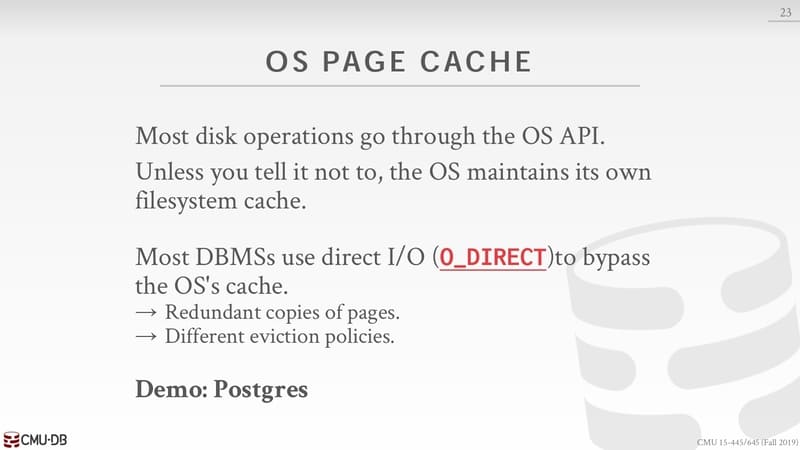 23
OS PAGE CACHE
Most disk operations go through the OS API.
Unless you tell it not to, the OS maintains its own
filesystem cache.
Most DBMSs use direct I/O (O_DIRECT)to bypass
the OS's cache.
→ Redundant copies of pages.
→ Different eviction policies.
Demo: Postgres
CMU·DB
CMU 15-445/645 (Fall 2019)